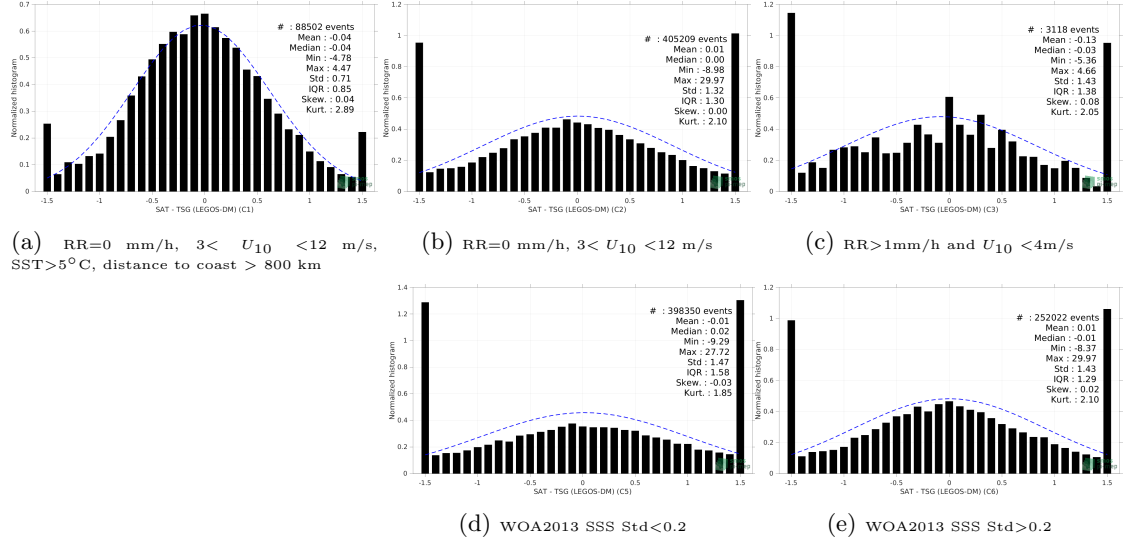 0.7
0.6
0.5
0.4
0.3
0.2
0.1
0
Normalized histogram
-1.5 -1 -0.5 0 0.5 1 1.5
SAT - TSG (LEGOS-DM) (C1)
# : 88502 events
Mean : -0.04
Median : -0.04
Min : -4.78
Max : 4.47
Std : 0.71
IQR : 0.85
Skew. : 0.04
Kurt. : 2.89
(a) RR=0 mm/h, 3< U10 <12 m/s,
SST>5°C, distance to coast > 800 km
1.2
1
0.8
0.6
0.4
0.2
0
Normalized histogram
-1.5 -1 -0.5 0 0.5 1 1.5
SAT - TSG (LEGOS-DM) (C2)
# : 405209 events
Mean : 0.01
Median : 0.00
Min : -8.98
Max : 29.97
Std : 1.32
IQR : 1.30
Skew. : 0.00
Kurt. : 2.10
(b) RR=0 mm/h, 3< U10 <12 m/s
1.2
1
0.8
0.6
0.4
0.2
0
Normalized histogram
-1.5 -1 -0.5 0 0.5 1 1.5
SAT - TSG (LEGOS-DM) (C3)
# : 3118 events
Mean : -0.13
Median : -0.03
Min : -5.36
Max : 4.66
Std : 1.43
IQR : 1.38
Skew. : 0.08
Kurt. : 2.05
(c) RR>1mm/h and U10 <4m/s
1.4
1.2
1
0.8
0.6
0.4
0.2
0
Normalized histogram
-1.5 -1 -0.5 0 0.5 1 1.5
SAT - TSG (LEGOS-DM) (C5)
# : 398350 events
Mean : -0.01
Median : 0.02
Min : -9.29
Max : 27.72
Std : 1.47
IQR : 1.58
Skew. : -0.03
Kurt. : 1.85
(d) WOA2013 SSS Std<0.2
1.2
1
0.8
0.6
0.4
0.2
0
Normalized histogram
-1.5 -1 -0.5 0 0.5 1 1.5
SAT - TSG (LEGOS-DM) (C6)
# : 252022 events
Mean : 0.01
Median : -0.01
Min : -8.37
Max : 29.97
Std : 1.43
IQR : 1.29
Skew. : 0.02
Kurt. : 2.10
(e) WOA2013 SSS Std>0.2